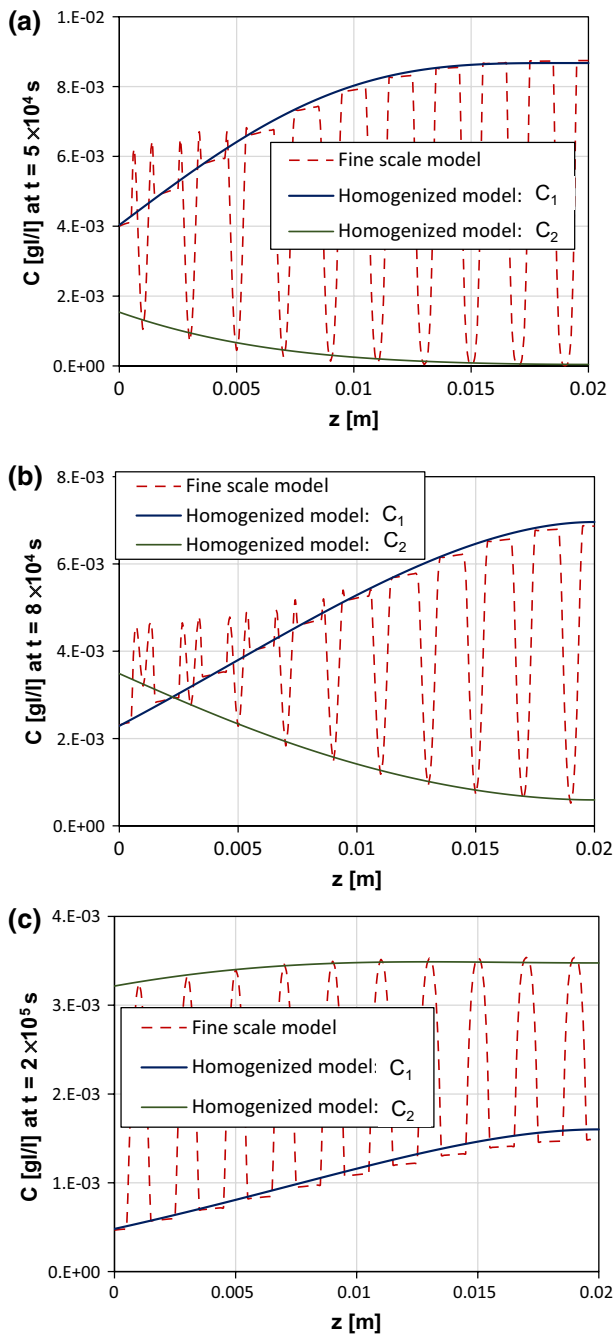 (a)
1.E-02
8.E-03
6.E-03
4.E-03
2.E-03
0.E+00
C [gl/l] at t = 5 ×10⁴ s
Fine scale model
Homogenized model: C₁
Homogenized model: C₂
0
0.005
0.01
0.015
0.02
z [m]
(b)
8.E-03
6.E-03
4.E-03
2.E-03
0.E+00
C [gl/l] at t = 8 ×10⁴ s
Fine scale model
Homogenized model: C₁
Homogenized model: C₂
0
0.005
0.01
0.015
0.02
z [m]
(c)
4.E-03
3.E-03
2.E-03
1.E-03
0.E+00
C [gl/l] at t = 2 ×10⁵ s
Fine scale model
Homogenized model: C₁
Homogenized model: C₂
0
0.005
0.01
0.015
0.02
z [m]